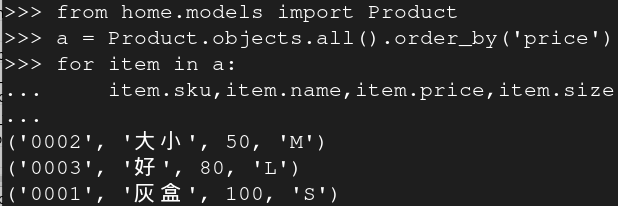 >>> from home.models import Product
>>> a = Product.objects.all().order_by('price')
>>> for item in a:
...     item.sku,item.name,item.price,item.size
...
('0002', '大小', 50, 'M')
('0003', '好', 80, 'L')
('0001', '灰盒', 100, 'S')